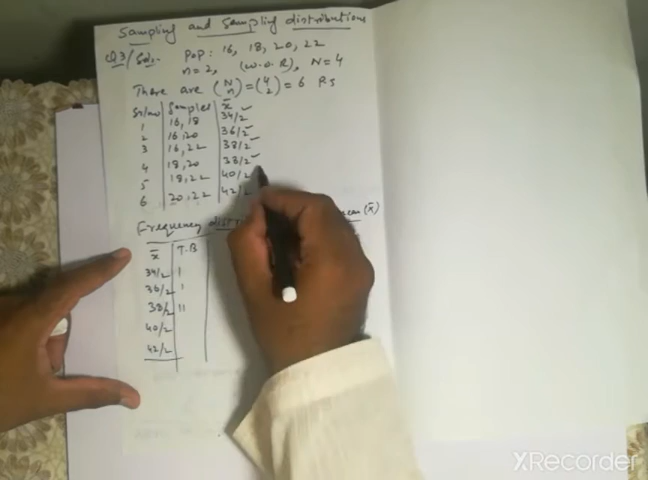 Sampling and Sampling distributions
Q3/Sol:- Pop: 16, 18, 20, 22
n=2, (W.O.R), N=4
There are (N n) = (4 2) = 6 Rs
Sr/no Samples x̄
1 16, 18 34/2
2 16,20 36/2
3 16,22 38/2
4 18,20 38/2
5 18,22 40/2
6 20,22 42/2
Frequency mean (x̄)
x̄ T.B
34/2 |
36/2 |
38/2 ||
40/2
42/2
XRecorder